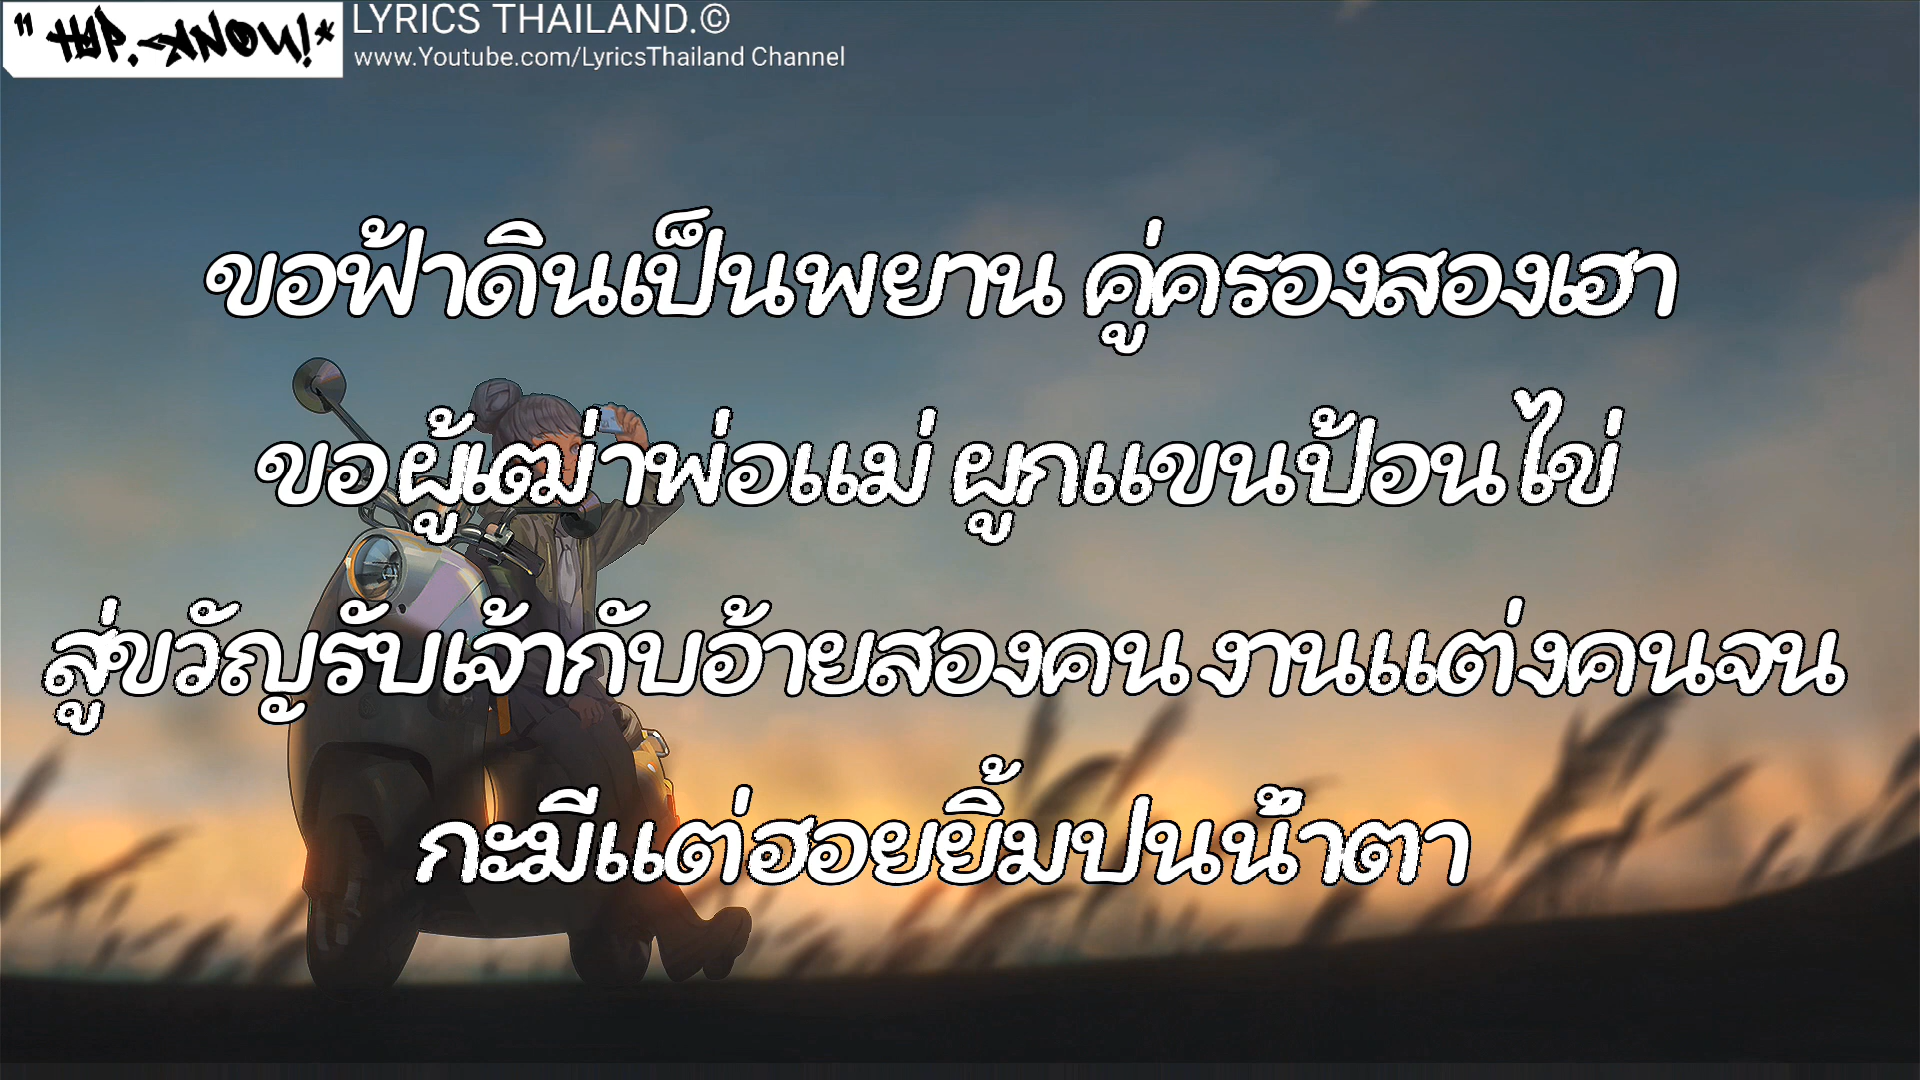 "HYP.-ANOU!*
LYRICS THAILAND.©
www.Youtube.com/LyricsThailand Channel
ขอฟ้าดินเป็นพยาน คู่ครองสองเฮา
ขอ ผู้เฒ่าพ่อแม่ ผูกแขนป้อนไข่
สู่ขวัญรับเจ้ากับอ้ายสองคน งานแต่งคนจน
กะมีแต่ฮอยยิ้มปนน้ำตา